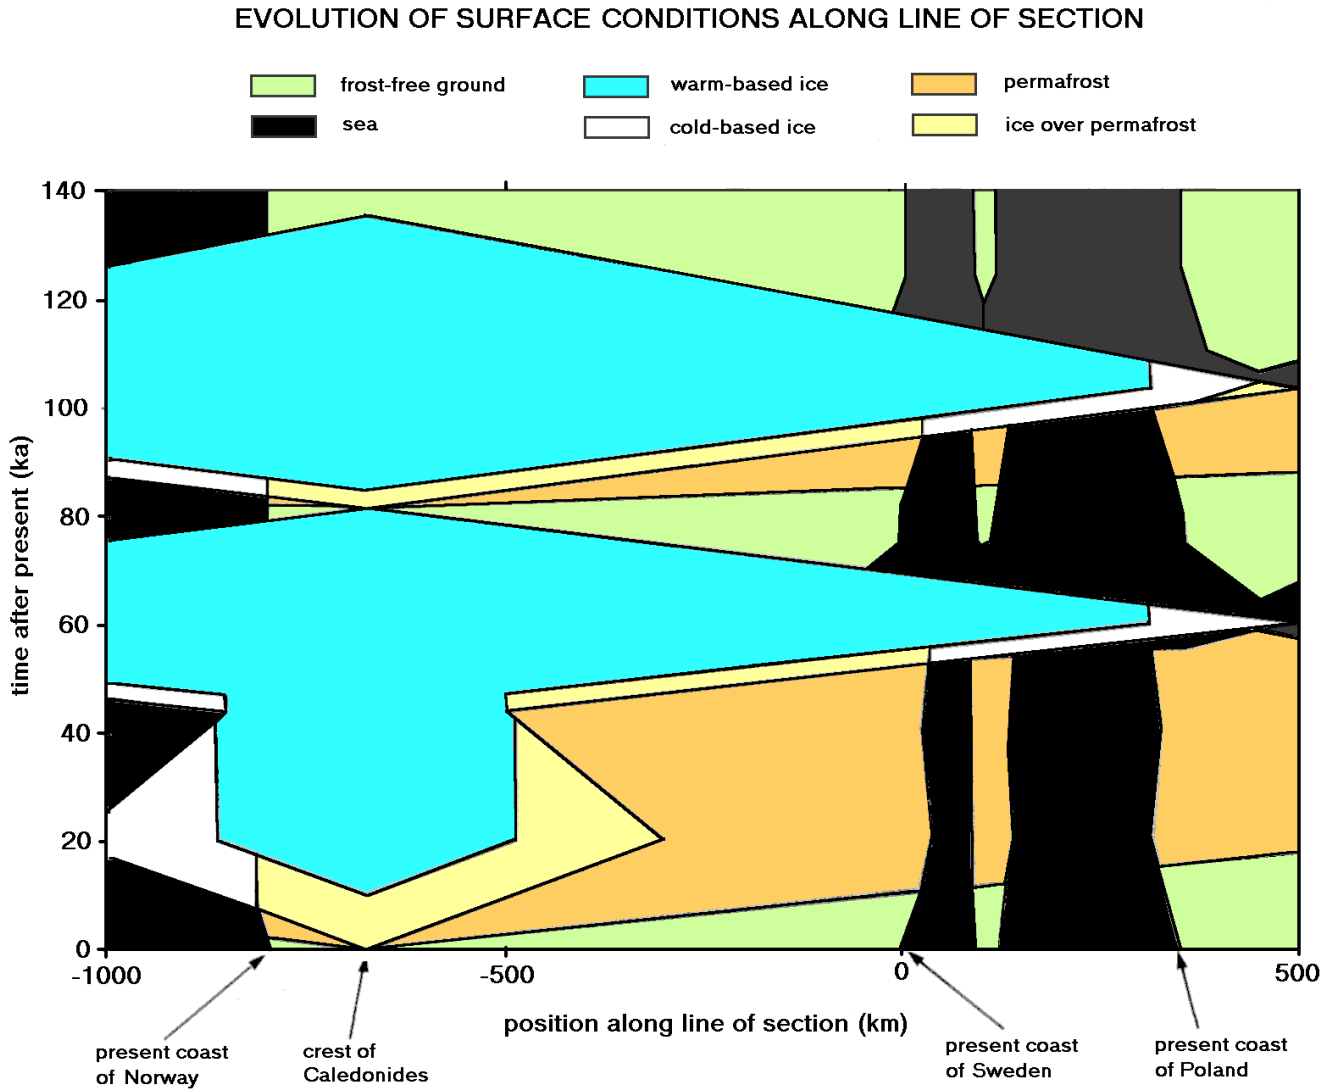 EVOLUTION OF SURFACE CONDITIONS ALONG LINE OF SECTION
frost-free ground
warm-based ice
permafrost
sea
cold-based ice
ice over permafrost
140
120
100
80
60
40
20
0
time after present (ka)
-1000
-500
0
500
position along line of section (km)
present coast
of Norway
crest of
Caledonides
present coast
of Sweden
present coast
of Poland